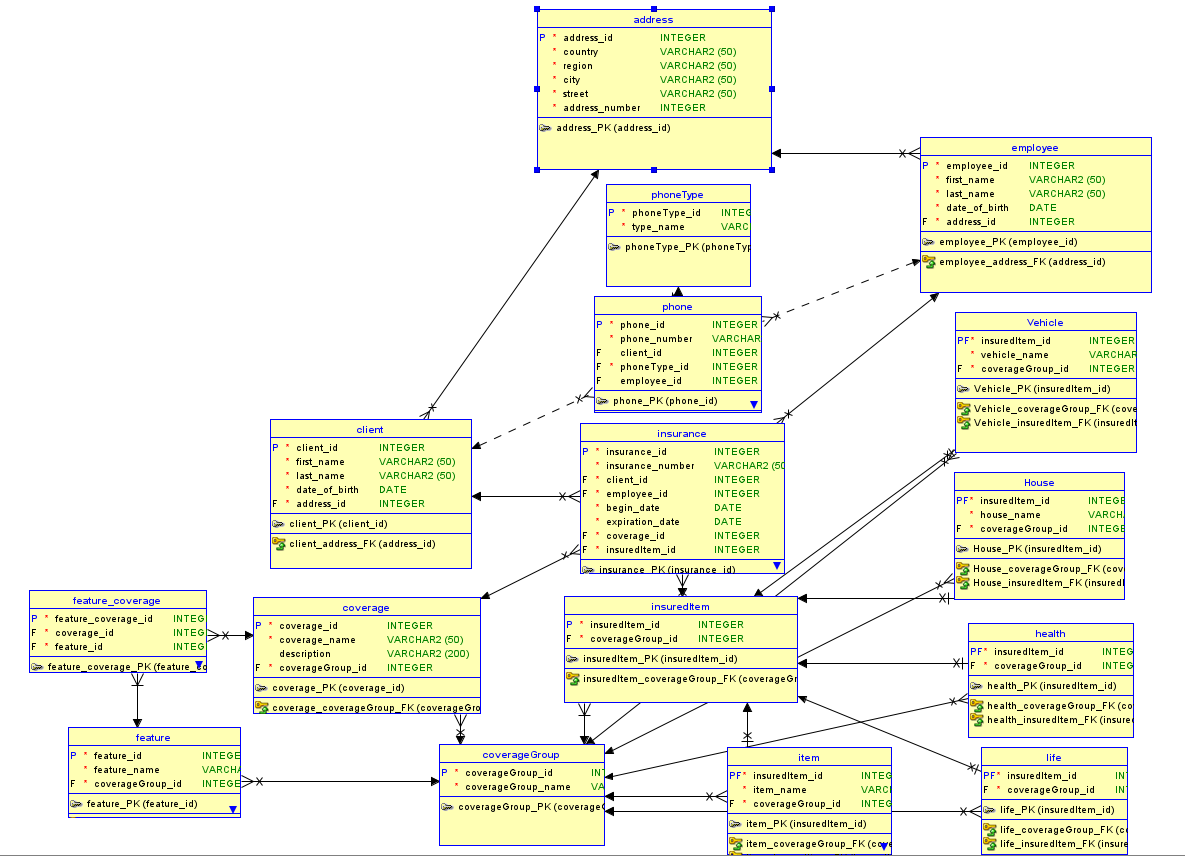 address
P * address_id INTEGER
* country VARCHAR2 (50)
* region VARCHAR2 (50)
* city VARCHAR2 (50)
* street VARCHAR2 (50)
* address_number INTEGER
address_PK (address_id)
employee
P * employee_id INTEGER
* first_name VARCHAR2 (50)
* last_name VARCHAR2 (50)
* date_of_birth DATE
F * address_id INTEGER
employee_PK (employee_id)
employee_address_FK (address_id)
phoneType
P * phoneType_id INTEG
* type_name VARC
phoneType_PK (phoneTyp
phone
P * phone_id INTEGER
* phone_number VARCHAR
F client_id INTEGER
F * phoneType_id INTEGER
F employee_id INTEGER
phone_PK (phone_id)
Vehicle
PF* insuredItem_id INTEGER
* vehicle_name VARCHAR
F * coverageGroup_id INTEGER
Vehicle_PK (insuredItem_id)
Vehicle_coverageGroup_FK (cove
Vehicle_insuredItem_FK (insuredI
client
P * client_id INTEGER
* first_name VARCHAR2 (50)
* last_name VARCHAR2 (50)
* date_of_birth DATE
F * address_id INTEGER
client_PK (client_id)
client_address_FK (address_id)
insurance
P * insurance_id INTEGER
* insurance_number VARCHAR2 (50
F * client_id INTEGER
F * employee_id INTEGER
* begin_date DATE
* expiration_date DATE
F * coverage_id INTEGER
F * insuredItem_id INTEGER
insurance_PK (insurance_id)
House
PF* insuredItem_id INTEGE
* house_name VARCH
F * coverageGroup_id INTEGE
House_PK (insuredItem_id)
House_coverageGroup_FK (cov
House_insuredItem_FK (insuredI
feature_coverage
P * feature_coverage_id INTEG
F * coverage_id INTEG
F * feature_id INTEG
feature_coverage_PK (feature_co
coverage
P * coverage_id INTEGER
* coverage_name VARCHAR2 (50)
description VARCHAR2 (200)
F * coverageGroup_id INTEGER
coverage_PK (coverage_id)
coverage_coverageGroup_FK (coverageGro
insuredItem
P * insuredItem_id INTEGER
F * coverageGroup_id INTEGER
insuredItem_PK (insuredItem_id)
insuredItem_coverageGroup_FK (coverageGr
health
PF* insuredItem_id INTEG
F * coverageGroup_id INTEG
health_PK (insuredItem_id)
health_coverageGroup_FK (co
health_insuredItem_FK (insure
feature
P * feature_id INTEGE
* feature_name VARCHA
F * coverageGroup_id INTEGE
feature_PK (feature_id)
coverageGroup
P * coverageGroup_id INT
* coverageGroup_name VA
coverageGroup_PK (coverage
item
PF* insuredItem_id INTEG
* item_name VARC
F * coverageGroup_id INTEG
item_PK (insuredItem_id)
item_coverageGroup_FK (cove
life
PF* insuredItem_id IN
F * coverageGroup_id IN
life_PK (insuredItem_id)
life_coverageGroup_FK (co
life_insuredItem_FK (insure